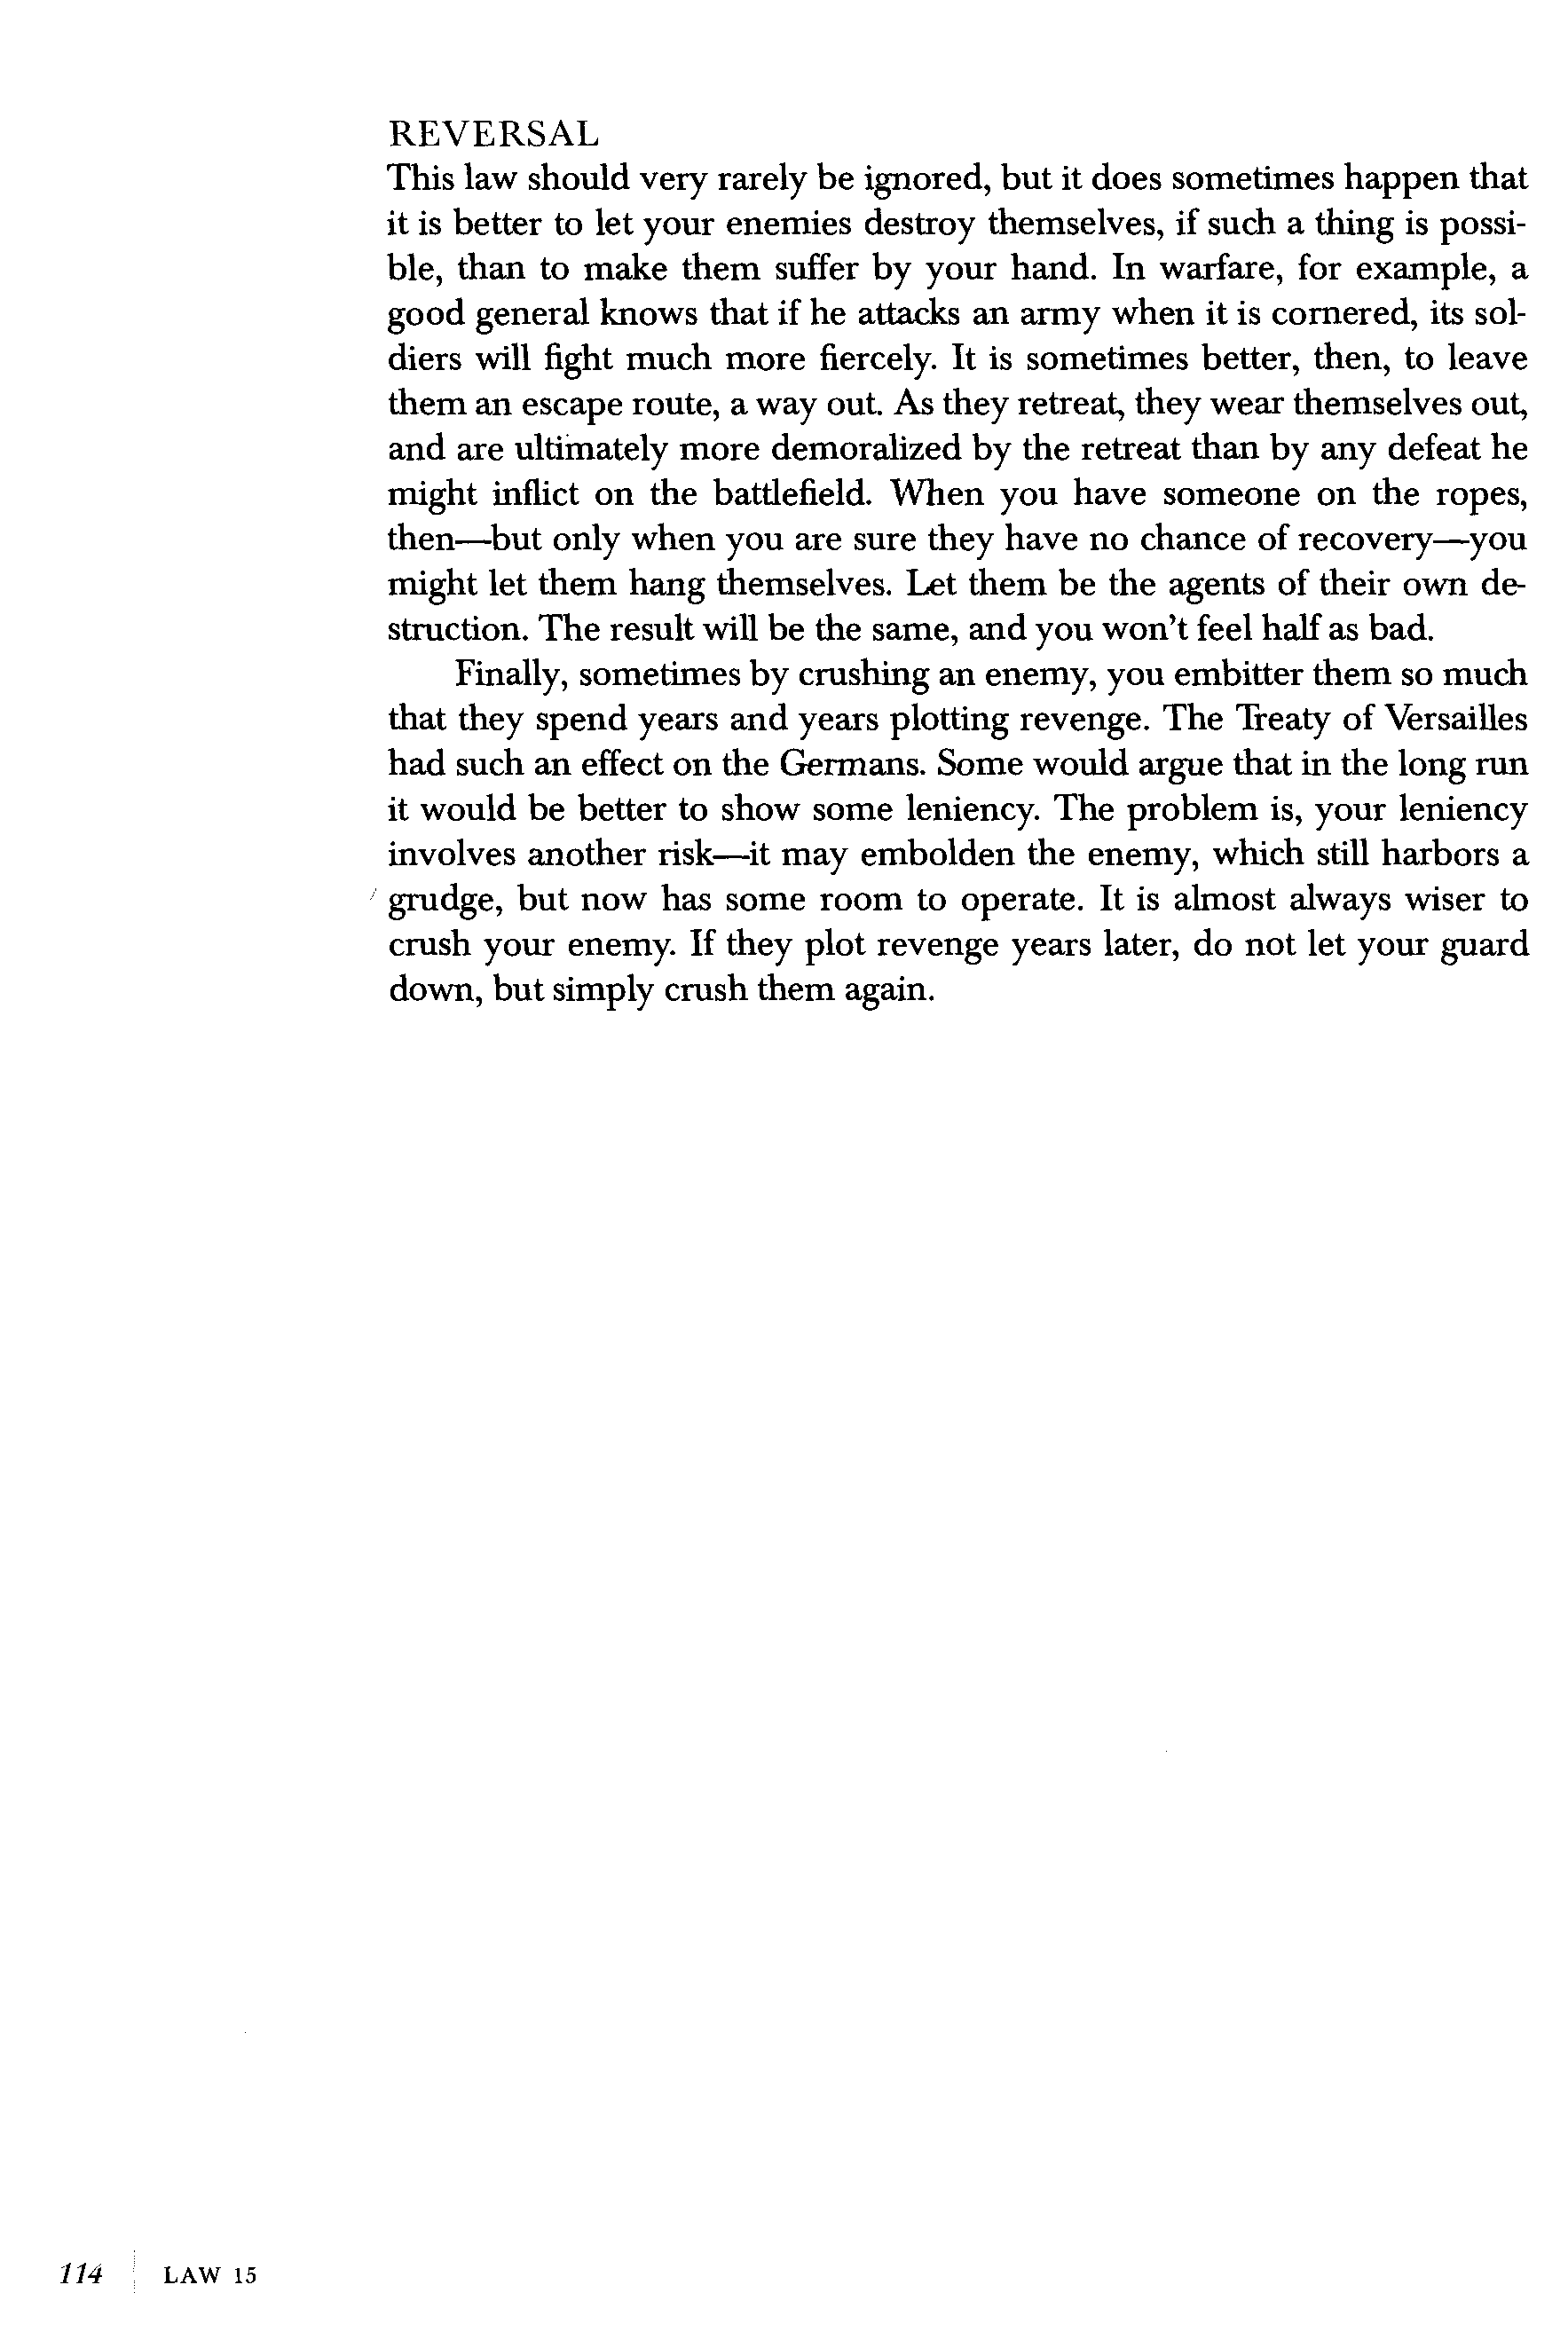 REVERSAL
This law should very rarely be ignored, but it does sometimes happen that
it is better to let your enemies destroy themselves, if such a thing is possi-
ble, than to make them suffer by your hand. In warfare, for example, a
good general knows that if he attacks an army when it is cornered, its sol-
diers will fight much more fiercely. It is sometimes better, then, to leave
them an escape route, a way out. As they retreat, they wear themselves out,
and are ultimately more demoralized by the retreat than by any defeat he
might inflict on the battlefield. When you have someone on the ropes,
then—but only when you are sure they have no chance of recovery—you
might let them hang themselves. Let them be the agents of their own de-
struction. The result will be the same, and you won't feel half as bad.
Finally, sometimes by crushing an enemy, you embitter them so much
that they spend years and years plotting revenge. The Treaty of Versailles
had such an effect on the Germans. Some would argue that in the long run
it would be better to show some leniency. The problem is, your leniency
involves another risk—it may embolden the enemy, which still harbors a
grudge, but now has some room to operate. It is almost always wiser to
crush your enemy. If they plot revenge years later, do not let your guard
down, but simply crush them again.
114 LAW 15